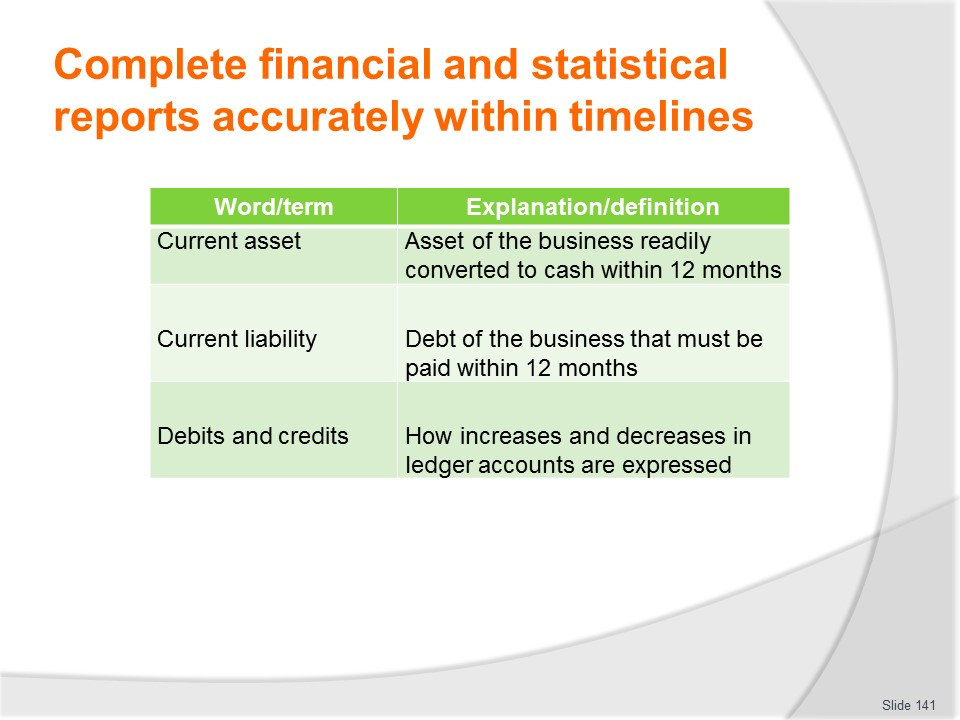 Complete financial and statistical
reports accurately within timelines
Word/term Explanation/definition
Current asset Asset of the business readily
converted to cash within 12 months
Current liability Debt of the business that must be
paid within 12 months
Debits and credits How increases and decreases in
ledger accounts are expressed
Slide 141